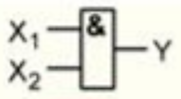 X₁ & Y
X₂